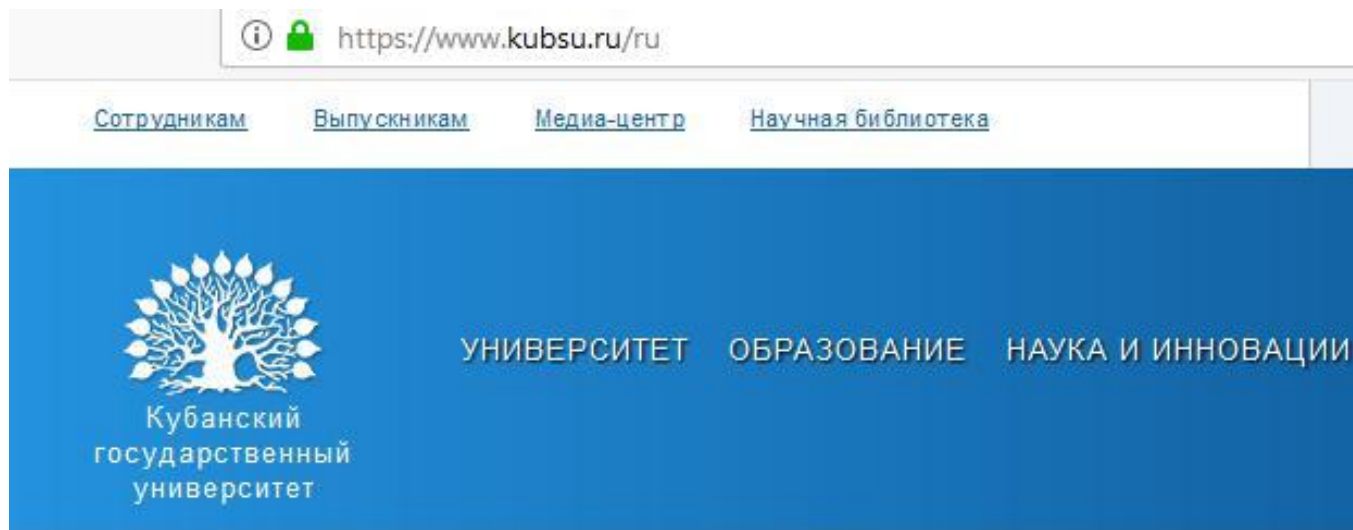 https://www.kubsu.ru/ru
Сотрудникам Выпускникам Медиа-центр Научная библиотека
УНИВЕРСИТЕТ ОБРАЗОВАНИЕ НАУКА И ИННОВАЦИИ
Кубанский
государственный
университет